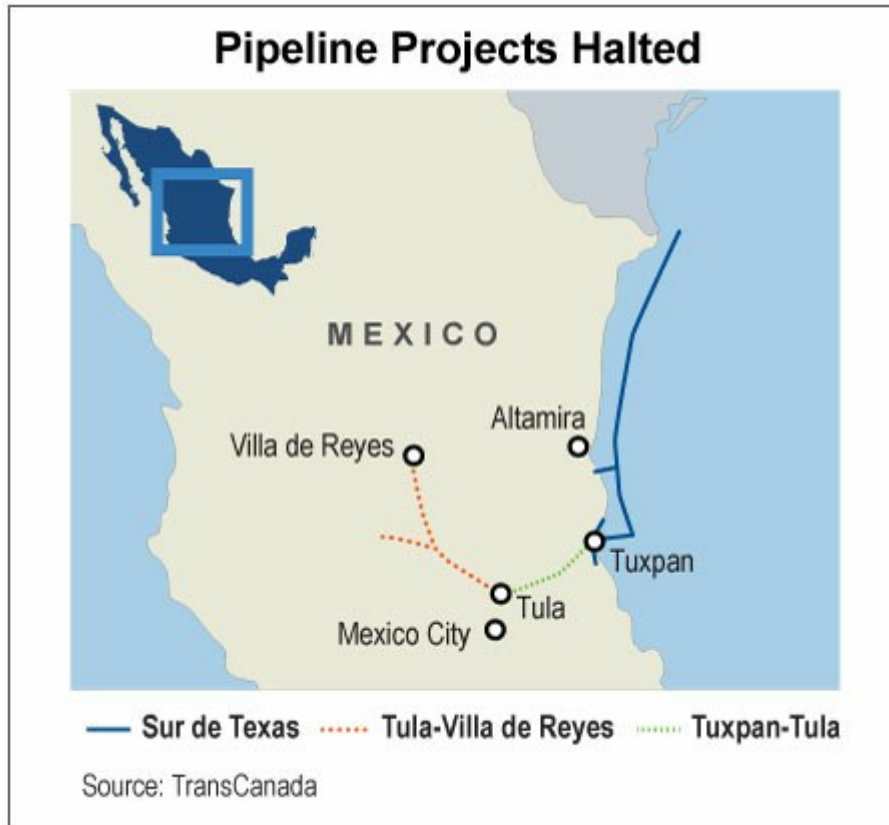 Pipeline Projects Halted
MEXICO
Altamira
Villa de Reyes
Tuxpan
Tula
Mexico City
Sur de Texas Tula-Villa de Reyes Tuxpan-Tula
Source: TransCanada